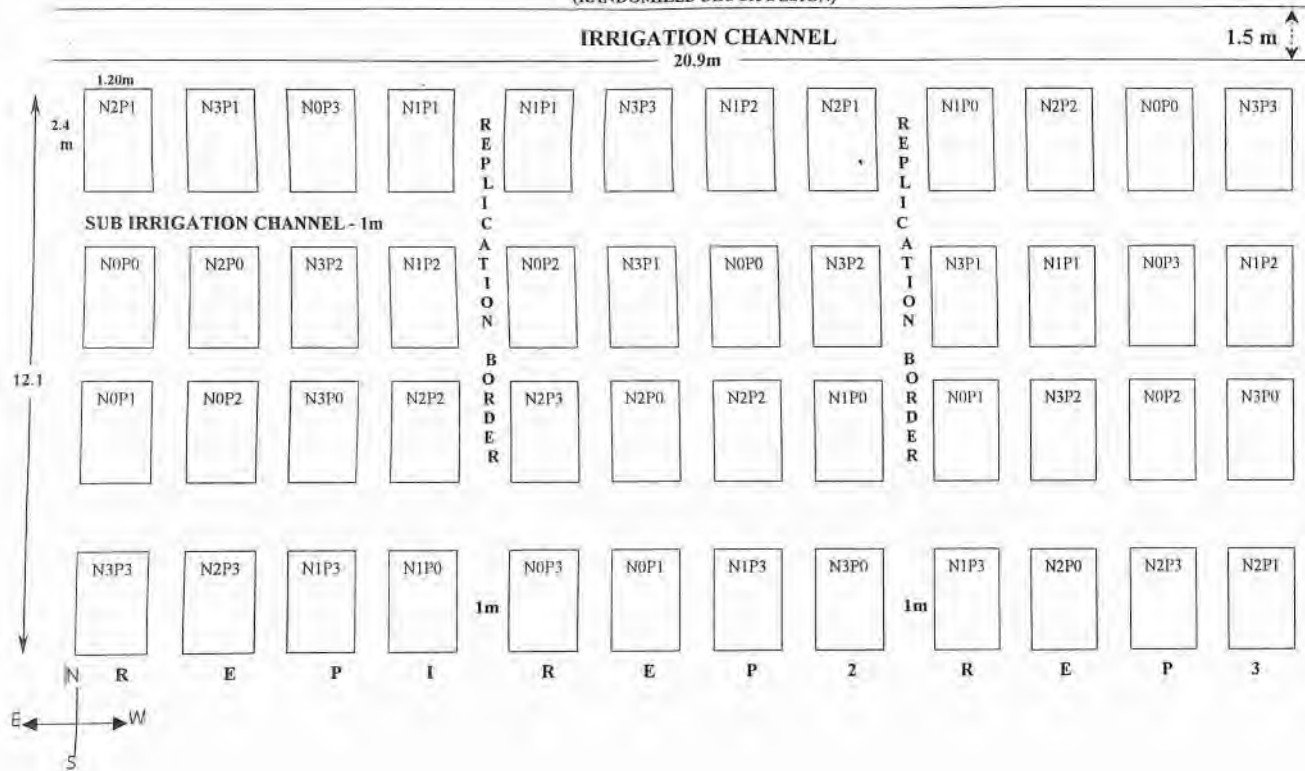 (RANDOMIZED BLOCK DESIGN)
IRRIGATION CHANNEL
1.5 m
20.9m
1.20m
2.4 m
N2P1 N3P1 N0P3 N1P1 N1P1 N3P3 N1P2 N2P1 N1P0 N2P2 N0P0 N3P3
REPLICATION BORDER
REPLICATION BORDER
SUB IRRIGATION CHANNEL - 1m
N0P0 N2P0 N3P2 N1P2 N0P2 N3P1 N0P0 N3P2 N3P1 N1P1 N0P3 N1P2
12.1
N0P1 N0P2 N3P0 N2P2 N2P3 N2P0 N2P2 N1P0 N0P1 N3P2 N0P2 N3P0
N3P3 N2P3 N1P3 N1P0 N0P3 N0P1 N1P3 N3P0 N1P3 N2P0 N2P3 N2P1
1m 1m
R E P I R E P 2 R E P 3
N
E W
S